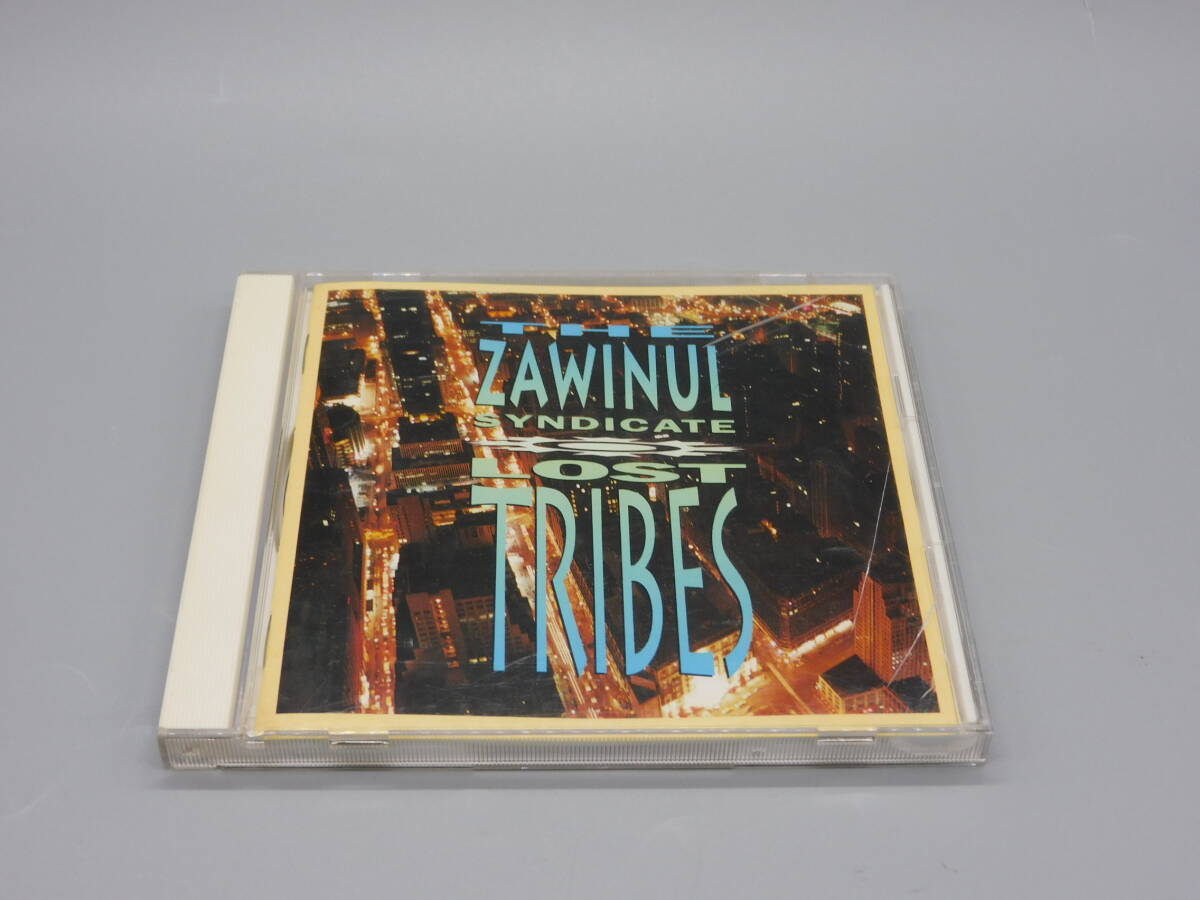 THE
ZAWINUL
SYNDICATE
LOST
TRIBES